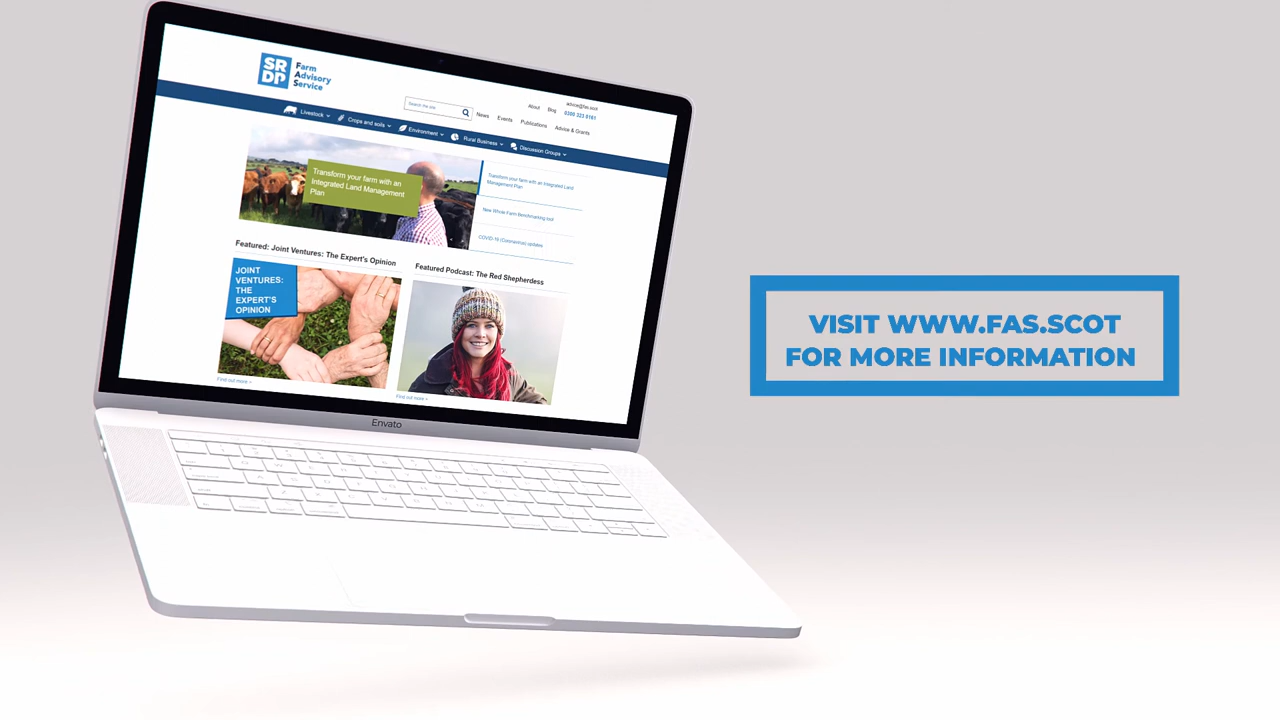 SRDP
Farm
Advisory
Service
Search the site
About
Blog
advice@fas.scot
0300 323 0161
News
Events
Publications
Advice & Grants
Livestock
Crops and soils
Environment
Rural Business
Discussion Groups
Transform your farm with an
Integrated Land Management
Plan
Transform your farm with an Integrated Land
Management Plan
New Whole Farm Benchmarking tool
COVID-19 (Coronavirus) updates
Featured: Joint Ventures: The Expert's Opinion
JOINT
VENTURES:
THE
EXPERT'S
OPINION
Find out more »
Featured Podcast: The Red Shepherdess
Find out more »
Envato
VISIT WWW.FAS.SCOT
FOR MORE INFORMATION